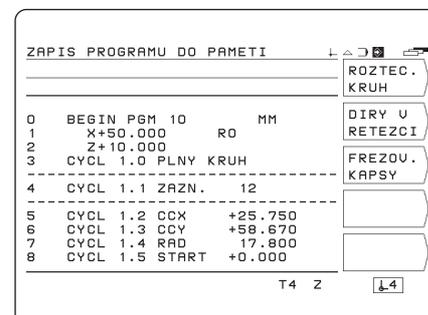 ZAPIS PROGRAMU DO PAMETI
ROZTEC.
KRUH
DIRY V
RETEZCI
FREZOV.
KAPSY
0 BEGIN PGM 10 MM
1 X+50.000 R0
2 Z+10.000
3 CYCL 1.0 PLNY KRUH
4 CYCL 1.1 ZAZN. 12
5 CYCL 1.2 CCX +25.750
6 CYCL 1.3 CCY +58.670
7 CYCL 1.4 RAD 17.800
8 CYCL 1.5 START +0.000
T4 Z
4